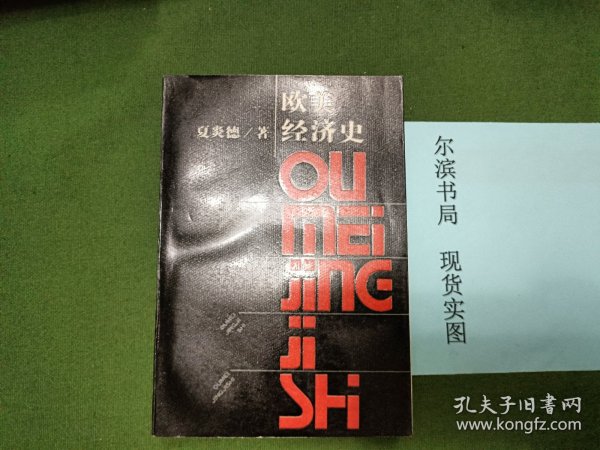 欧美
经济史
夏炎德/著
OU
MEi
JiNG
Ji
SHi
尔滨书局 现货实图
孔夫子旧书网
www.kongfz.com